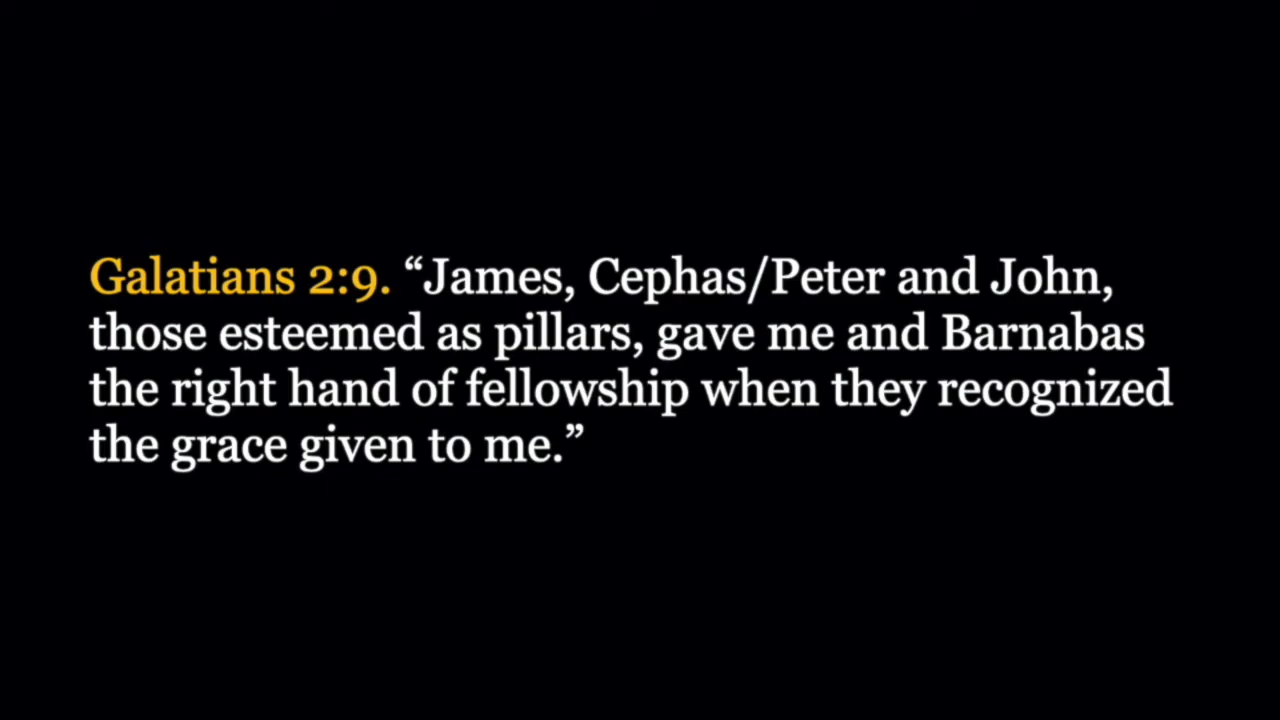 Galatians 2:9. “James, Cephas/Peter and John,
those esteemed as pillars, gave me and Barnabas
the right hand of fellowship when they recognized
the grace given to me.”